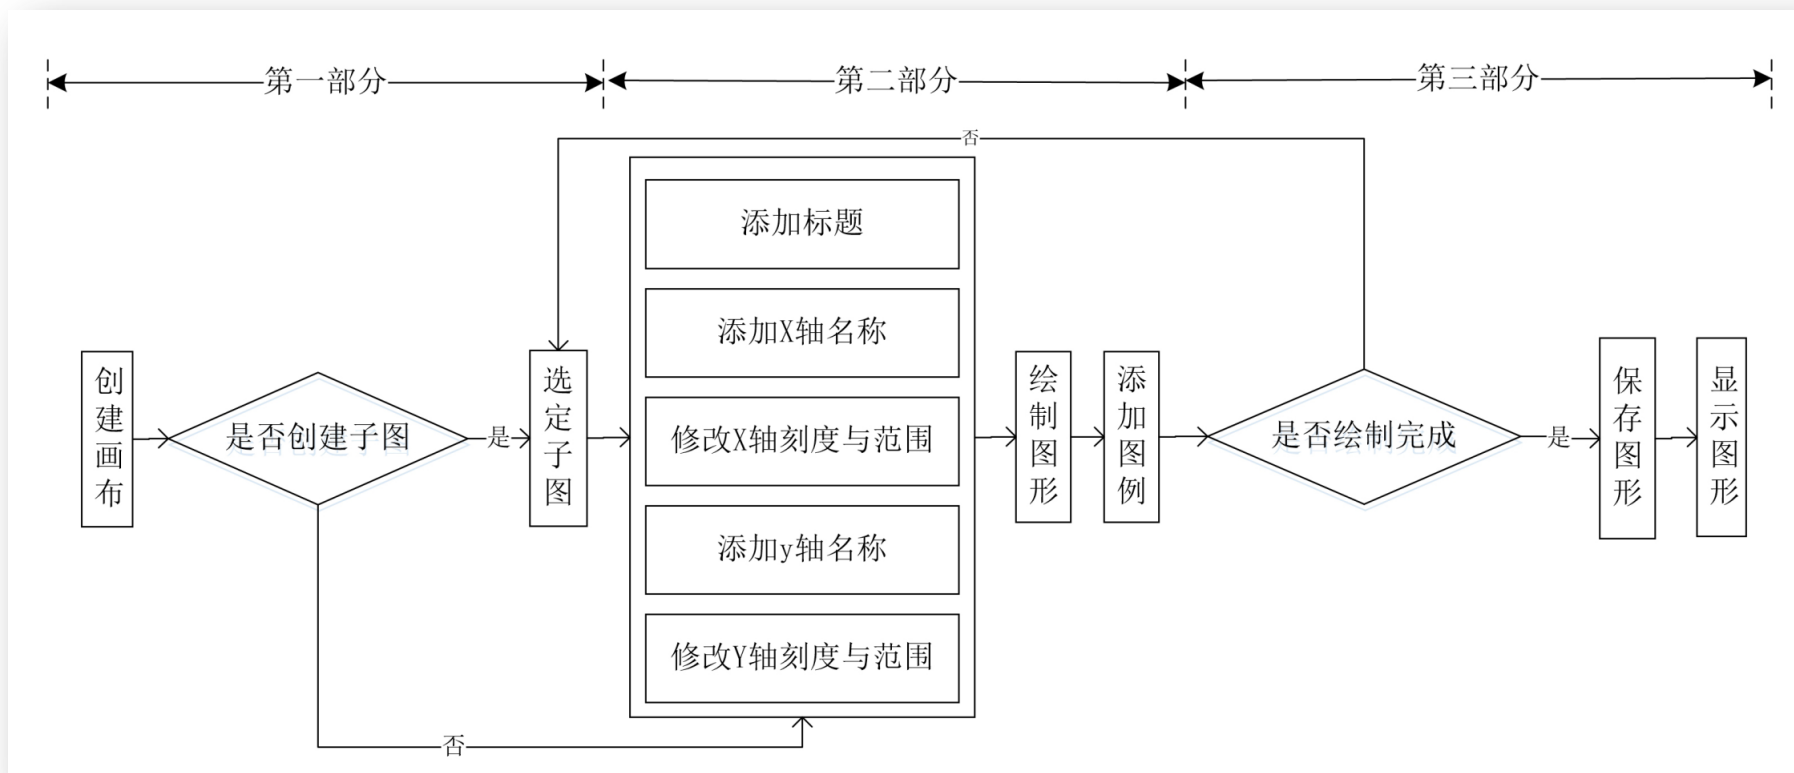 第一部分
第二部分
第三部分
否
添加标题
添加X轴名称
修改X轴刻度与范围
添加y轴名称
修改Y轴刻度与范围
创建画布
是否创建子图
是
选定子图
绘制图形
添加图例
是否绘制完成
是
保存图形
显示图形
否